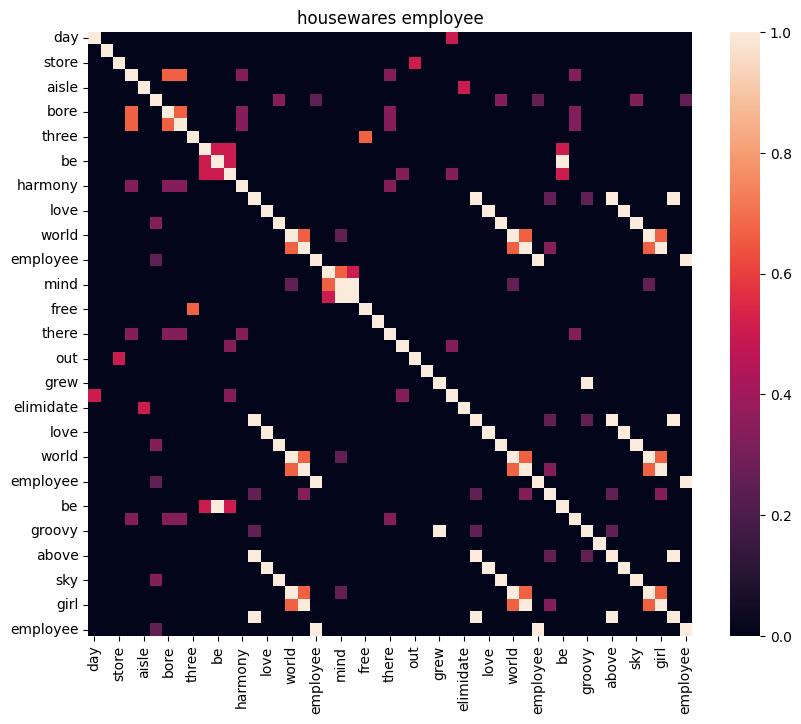 housewares employee
day
store
aisle
bore
three
be
harmony
love
world
employee
mind
free
there
out
grew
elimidate
love
world
employee
be
groovy
above
sky
girl
employee
1.0
0.8
0.6
0.4
0.2
0.0
day
store
aisle
bore
three
be
harmony
love
world
employee
mind
free
there
out
grew
elimidate
love
world
employee
be
groovy
above
sky
girl
employee